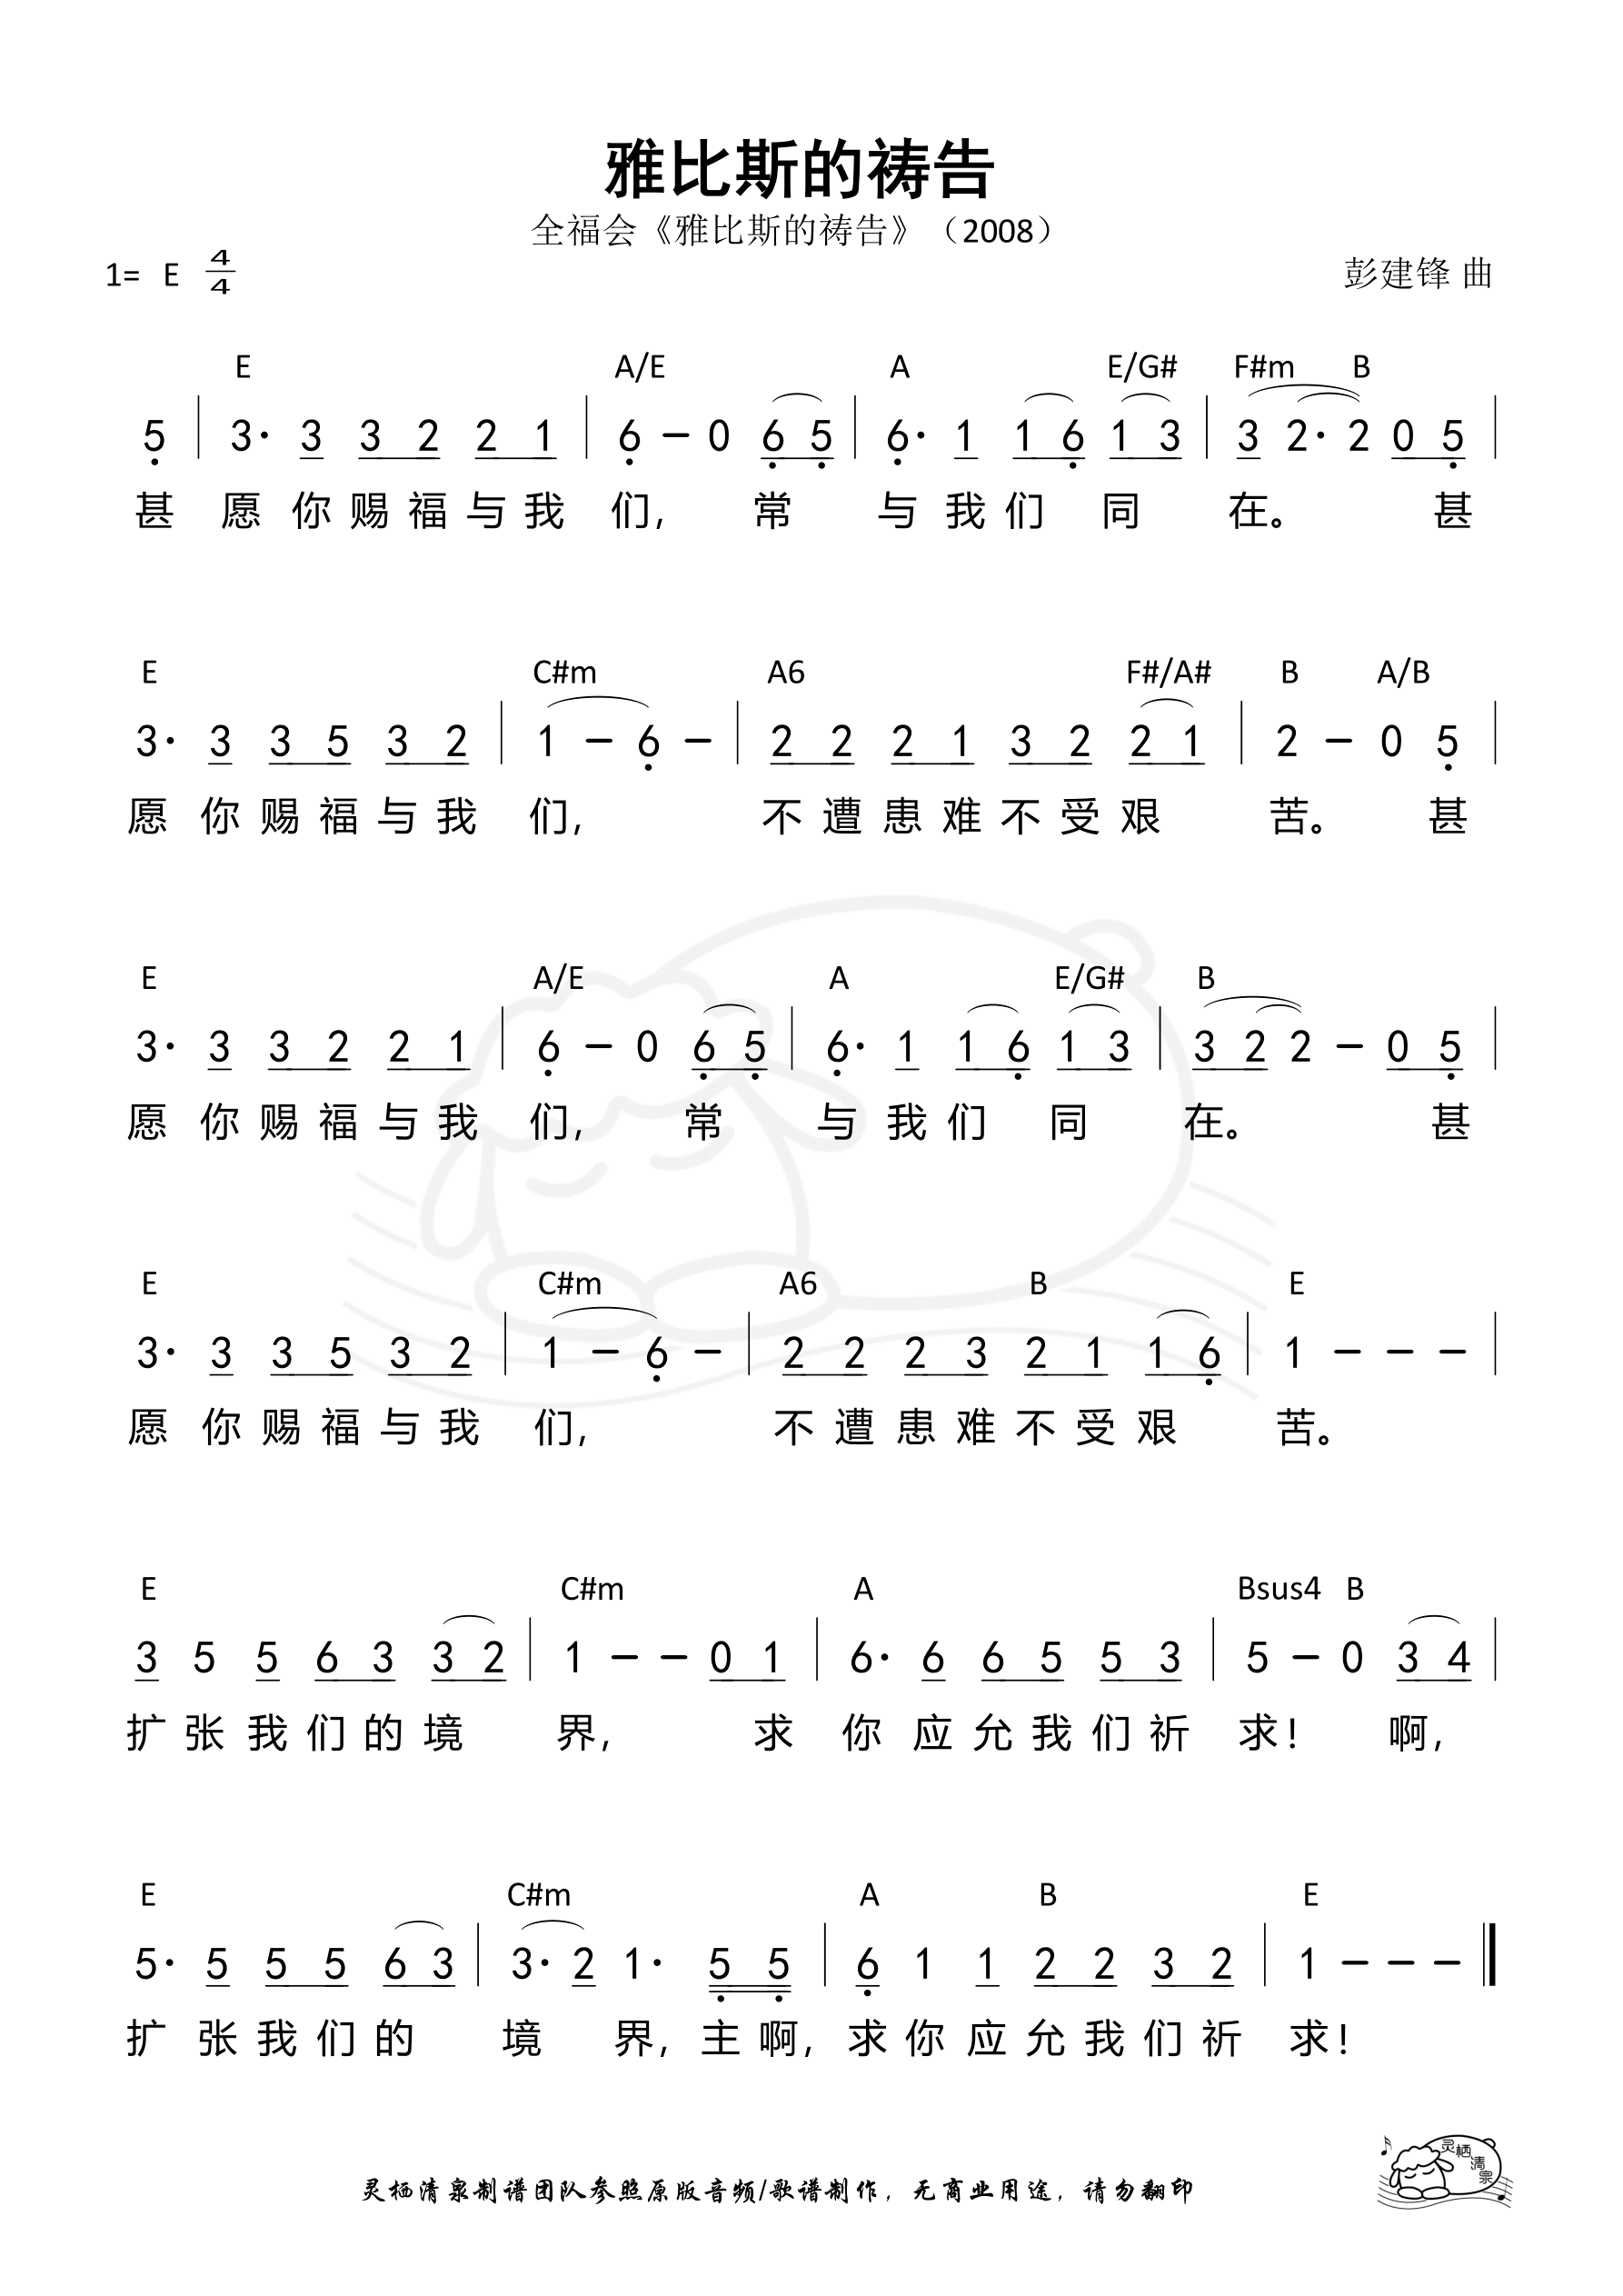 雅比斯的祷告
全福会《雅比斯的祷告》（2008）
1= E 4/4 彭建锋 曲
E A/E A E/G# F#m B
5 | 3· 3 3 2 2 1 | 6 – 0 6 5 | 6· 1 1 6 1 3 | 3 2· 2 0 5 |
甚 愿 你 赐 福 与 我 们, 常 与 我 们 同 在。 甚
E C#m A6 F#/A# B A/B
3· 3 3 5 3 2 | 1 – 6 – | 2 2 2 1 3 2 2 1 | 2 – 0 5 |
愿 你 赐 福 与 我 们, 不 遭 患 难 不 受 艰 苦。 甚
E A/E A E/G# B
3· 3 3 2 2 1 | 6 – 0 6 5 | 6· 1 1 6 1 3 | 3 2 2 – 0 5 |
愿 你 赐 福 与 我 们, 常 与 我 们 同 在。 甚
E C#m A6 B E
3· 3 3 5 3 2 | 1 – 6 – | 2 2 2 3 2 1 1 6 | 1 – – – |
愿 你 赐 福 与 我 们, 不 遭 患 难 不 受 艰 苦。
E C#m A Bsus4 B
3 5 5 6 3 3 2 | 1 – – 0 1 | 6· 6 6 5 5 3 | 5 – 0 3 4 |
扩 张 我 们 的 境 界, 求 你 应 允 我 们 祈 求! 啊,
E C#m A B E
5· 5 5 5 6 3 | 3· 2 1· 5 5 | 6 1 1 2 2 3 2 | 1 – – – ‖
扩 张 我 们 的 境 界, 主 啊, 求 你 应 允 我 们 祈 求!
灵栖清泉制谱团队参照原版音频/歌谱制作，无商业用途，请勿翻印
灵栖清泉